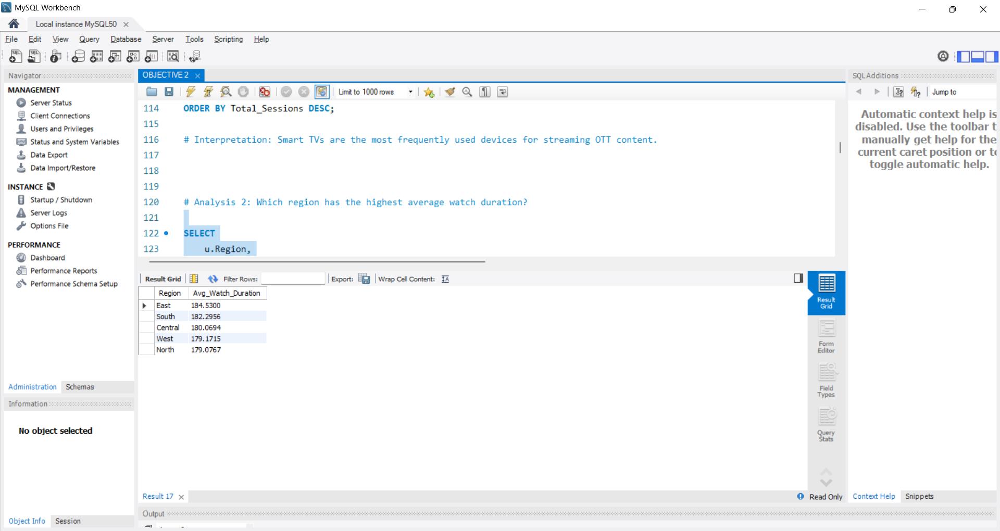 MySQL Workbench
Local instance MySQL50
File Edit View Query Database Server Tools Scripting Help
Navigator
MANAGEMENT
Server Status
Client Connections
Users and Privileges
Status and System Variables
Data Export
Data Import/Restore
INSTANCE
Startup / Shutdown
Server Logs
Options File
PERFORMANCE
Dashboard
Performance Reports
Performance Schema Setup
Administration Schemas
Information
No object selected
Object Info Session
OBJECTIVE 2
Limit to 1000 rows
114 ORDER BY Total_Sessions DESC;
115
116 # Interpretation: Smart TVs are the most frequently used devices for streaming OTT content.
117
118
119
120 # Analysis 2: Which region has the highest average watch duration?
121
122 SELECT
123 u.Region,
Result Grid Filter Rows: Export: Wrap Cell Content:
Region Avg_Watch_Duration
East 184.5300
South 182.2956
Central 180.0694
West 179.1715
North 179.0767
Result
Grid
Form
Editor
Field
Types
Query
Stats
Result 17
Read Only
Output
SQLAdditions
Jump to
Automatic context help is
disabled. Use the toolbar t
manually get help for the
current caret position or to
toggle automatic help.
Context Help Snippets